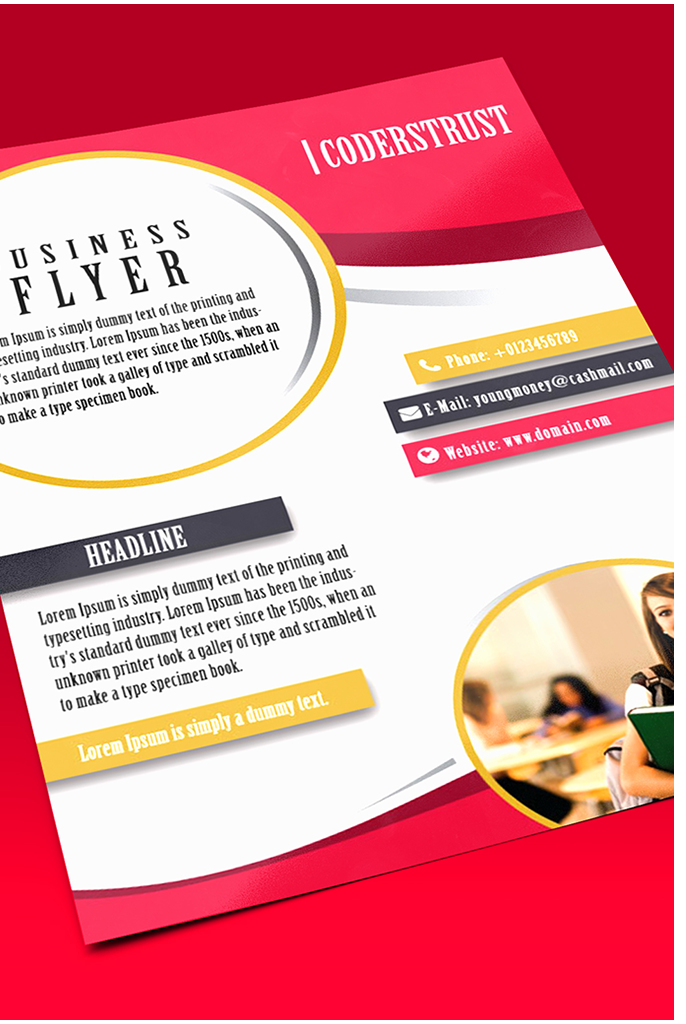 CODERSTRUST
USINESS
FLYER
m Ipsum is simply dummy text of the printing and
esetting industry. Lorem Ipsum has been the indus-
's standard dummy text ever since the 1500s, when an
nknown printer took a galley of type and scrambled it
o make a type specimen book.
Phone: +0123456789
E-Mail: youngmoney@cashmail.com
Website: www.domain.com
HEADLINE
Lorem Ipsum is simply dummy text of the printing and
typesetting industry. Lorem Ipsum has been the indus-
try's standard dummy text ever since the 1500s, when an
unknown printer took a galley of type and scrambled it
to make a type specimen book.
Lorem Ipsum is simply a dummy text.